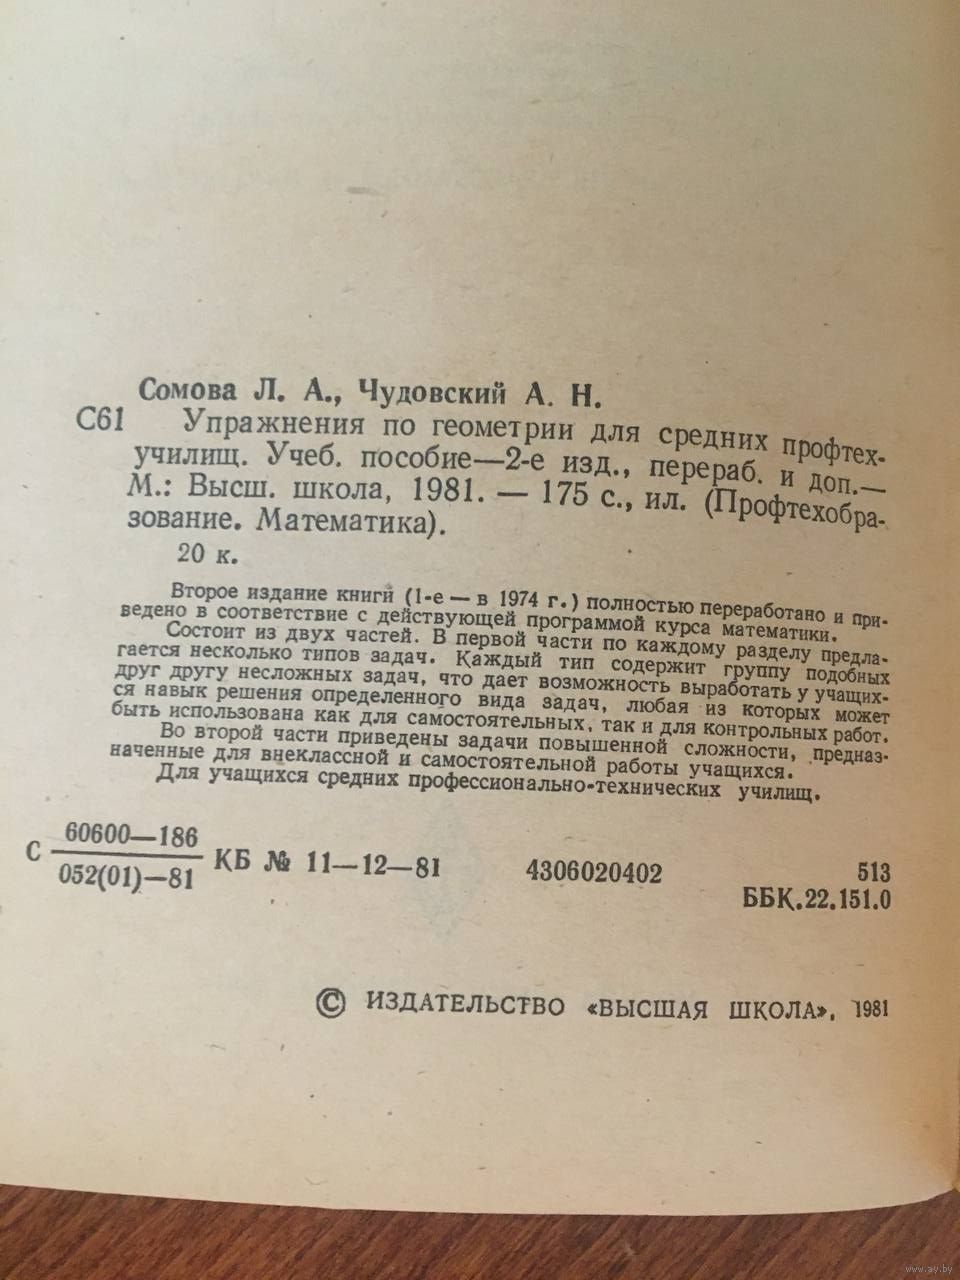 Сомова Л. А., Чудовский А. Н.
С61 Упражнения по геометрии для средних профтех-
училищ. Учеб. пособие—2-е изд., перераб. и доп.—
М.: Высш. школа, 1981. — 175 с., ил. (Профтехобра-
зование. Математика).
20 к.
Второе издание книги (1-е — в 1974 г.) полностью переработано и при-
ведено в соответствие с действующей программой курса математики.
Состоит из двух частей. В первой части по каждому разделу предла-
гается несколько типов задач. Каждый тип содержит группу подобных
друг другу несложных задач, что дает возможность выработать у учащих-
ся навык решения определенного вида задач, любая из которых может
быть использована как для самостоятельных, так и для контрольных работ.
Во второй части приведены задачи повышенной сложности, предназ-
наченные для внеклассной и самостоятельной работы учащихся.
Для учащихся средних профессионально-технических училищ.
60600—186
С КБ № 11—12—81 4306020402 513
052(01)—81
ББК.22.151.0
© ИЗДАТЕЛЬСТВО «ВЫСШАЯ ШКОЛА», 1981
www.ay.by